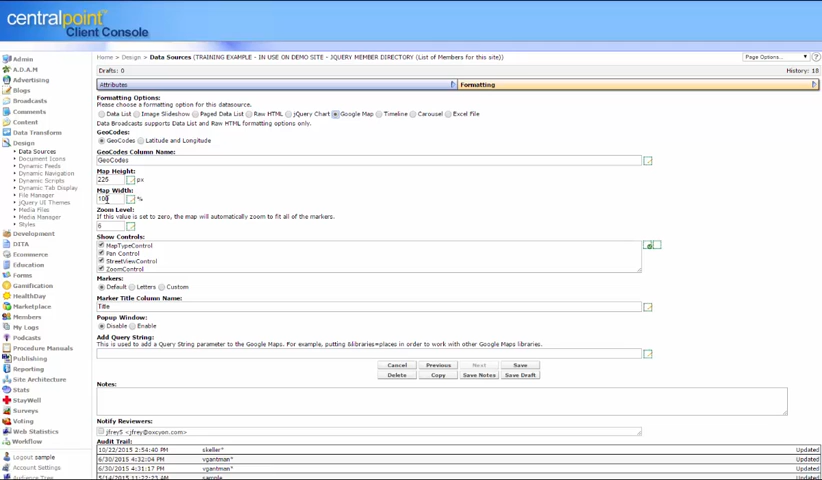 centralpoint
Client Console
Home > Design > Data Sources (TRAINING EXAMPLE - IN USE ON DEMO SITE - JQUERY MEMBER DIRECTORY (List of Members for this site))
Page Options...
Drafts: 0
History: 18
Attributes
Formatting
Admin
A.D.A.M
Advertising
Blogs
Broadcasts
Comments
Content
Data Transform
Design
Data Sources
Document Icons
Dynamic Feeds
Dynamic Navigation
Dynamic Scripts
Dynamic Tab Display
File Manager
jQuery UI Themes
Media Files
Media Manager
Styles
Development
DITA
Ecommerce
Education
Forms
Gamification
HealthDay
Marketplace
Members
My Logs
Podcasts
Procedure Manuals
Publishing
Reporting
Site Architecture
Stats
StayWell
Surveys
Voting
Web Statistics
Workflow
Logout sample
Account Settings
Audience Tree
Formatting Options:
Please choose a formatting option for this datasource.
Data List Image Slideshow Paged Data List Raw HTML jQuery Chart Google Map Timeline Carousel Excel File
Data Broadcasts supports Data List and Raw HTML formatting options only.
GeoCodes:
GeoCodes Latitude and Longitude
GeoCodes Column Name:
GeoCodes
Map Height:
225 px
Map Width:
100 %
Zoom Level:
If this value is set to zero, the map will automatically zoom to fit all of the markers.
6
Show Controls:
MapTypeControl
Pan Control
StreetViewControl
ZoomControl
Markers:
Default Letters Custom
Marker Title Column Name:
Title
Popup Window:
Disable Enable
Add Query String:
This is used to add a Query String parameter to the Google Maps. For example, putting &libraries=places in order to work with other Google Maps libraries.
Cancel Previous Next Save
Delete Copy Save Notes Save Draft
Notes:
Notify Reviewers:
jfrey5 <jfrey@oxcyon.com>
Audit Trail:
10/22/2015 2:54:40 PM skeller* Updated
6/30/2015 4:32:04 PM vgantman* Updated
6/30/2015 4:31:17 PM vgantman* Updated
5/14/2015 11:22:23 AM sample Updated